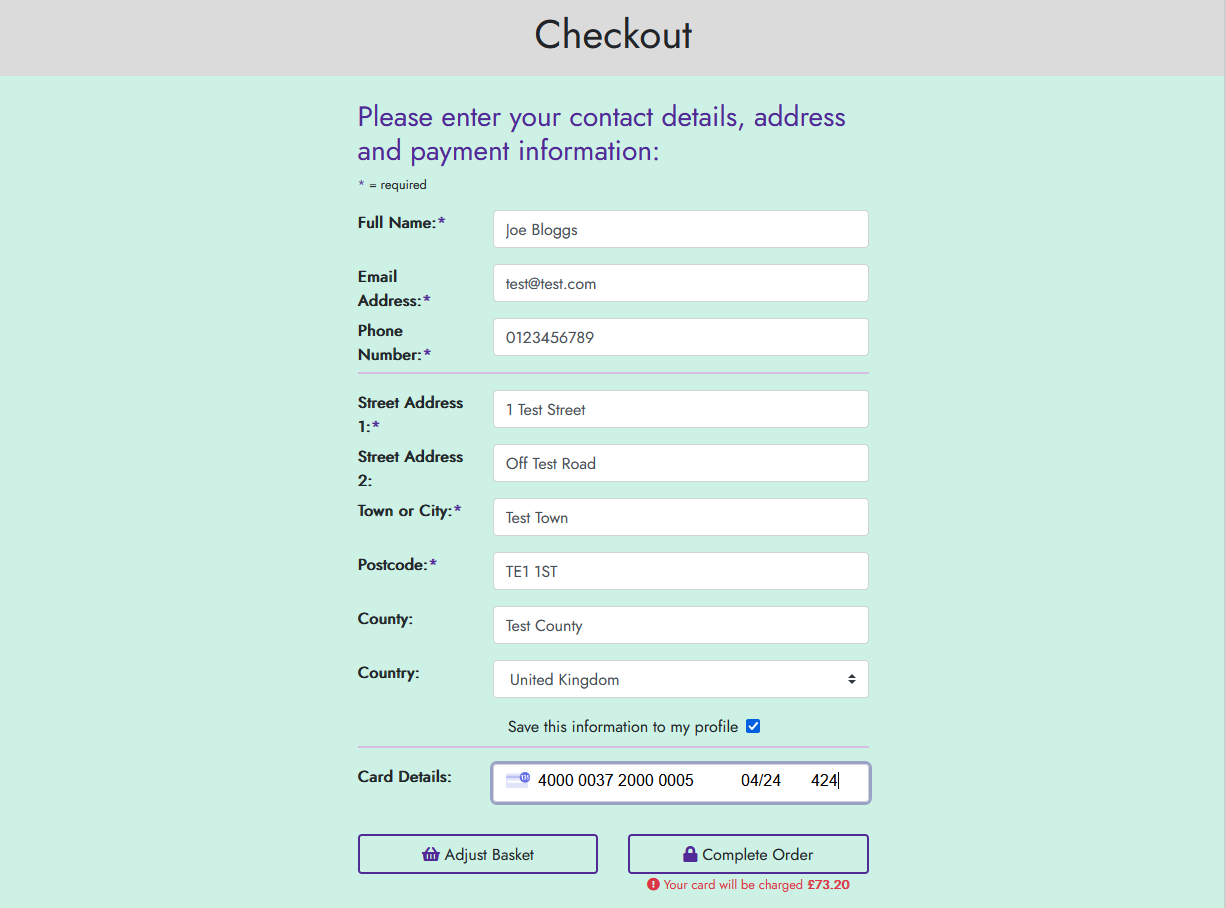 Checkout
Please enter your contact details, address
and payment information:
* = required
Full Name:*
Joe Bloggs
Email
Address:*
test@test.com
Phone
Number:*
0123456789
Street Address
1:*
1 Test Street
Street Address
2:
Off Test Road
Town or City:*
Test Town
Postcode:*
TE1 1ST
County:
Test County
Country:
United Kingdom
Save this information to my profile
Card Details:
4000 0037 2000 0005 04/24 424
Adjust Basket
Complete Order
Your card will be charged £73.20